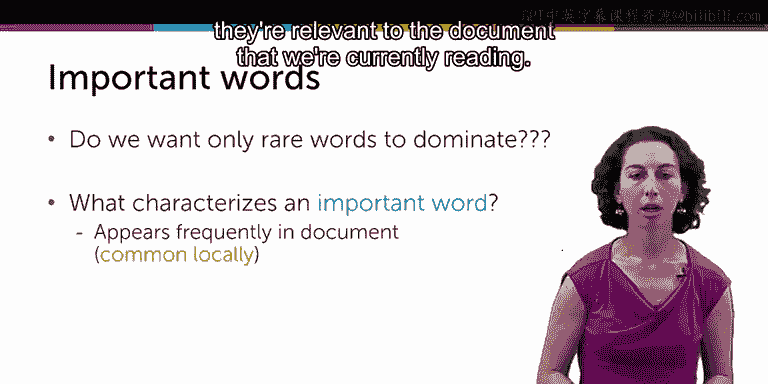 they're relevant to the document
that we're currently reading.
Important words
• Do we want only rare words to dominate???
• What characterizes an important word?
- Appears frequently in document
(common locally)